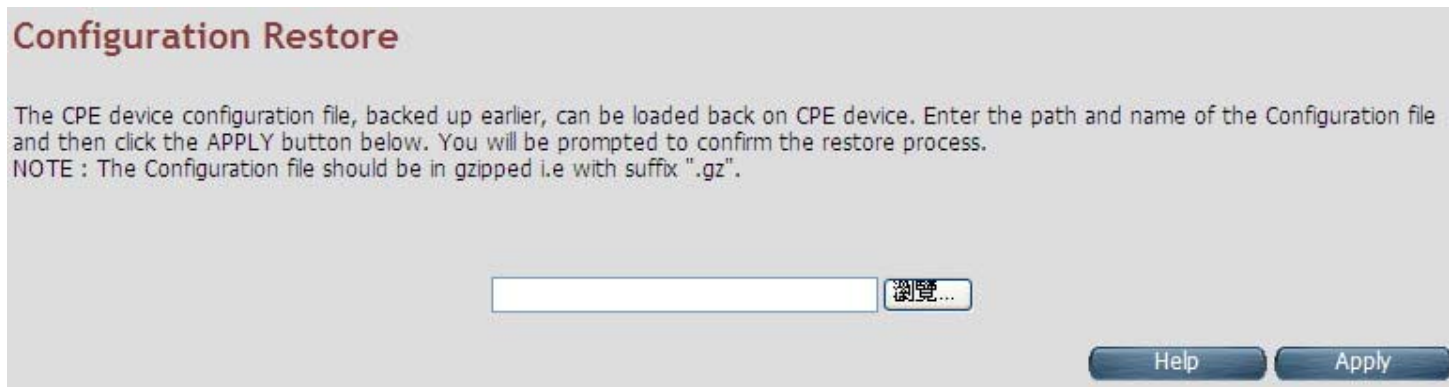 Configuration Restore
The CPE device configuration file, backed up earlier, can be loaded back on CPE device. Enter the path and name of the Configuration file
and then click the APPLY button below. You will be prompted to confirm the restore process.
NOTE : The Configuration file should be in gzipped i.e with suffix ".gz".
瀏覽...
Help Apply